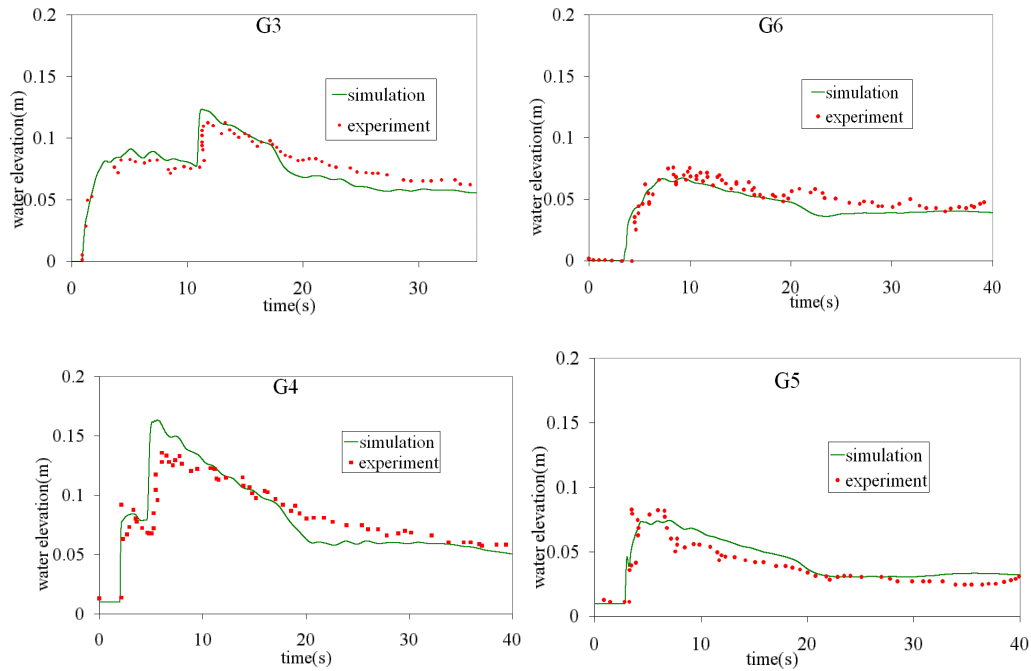 G3
0.2
0.15
0.1
0.05
0
water elevation(m)
simulation
experiment
0 10 20 30
time(s)
G6
0.2
0.15
0.1
0.05
0
water elevation(m)
simulation
experiment
0 10 20 30 40
time(s)
G4
0.2
0.15
0.1
0.05
0
water elevation(m)
simulation
experiment
0 10 20 30 40
time(s)
G5
0.2
0.15
0.1
0.05
0
water elevation(m)
simulation
experiment
0 10 20 30 40
time(s)